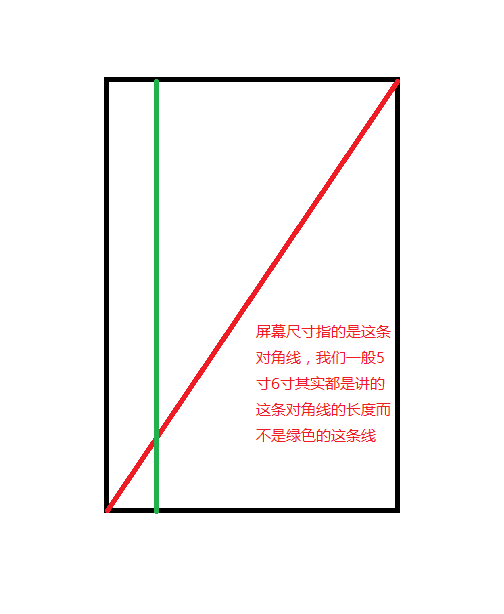 屏幕尺寸指的是这条
对角线，我们一般5
寸6寸其实都是讲的
这条对角线的长度而
不是绿色的这条线